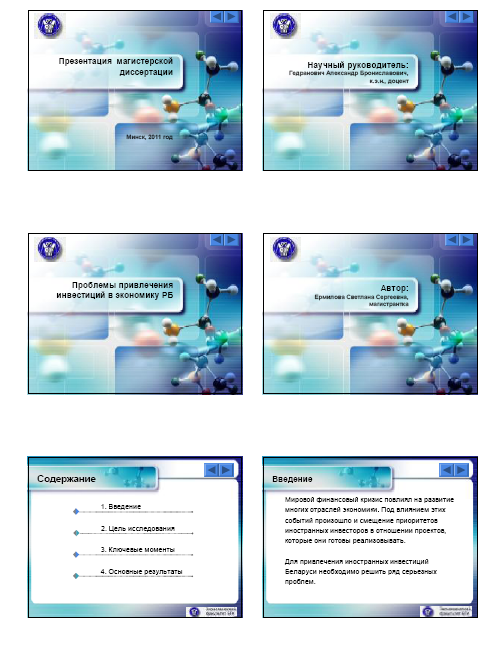 Презентация магистерской
диссертации
Минск, 2011 год
Научный руководитель:
Гедранович Александр Брониславович,
к.э.н., доцент
Проблемы привлечения
инвестиций в экономику РБ
Автор:
Ермилова Светлана Сергеевна,
магистрантка
Содержание
1. Введение
2. Цель исследования
3. Ключевые моменты
4. Основные результаты
Введение
Мировой финансовый кризис повлиял на развитие
многих отраслей экономики. Под влиянием этих
событий произошло и смещение приоритетов
иностранных инвесторов в отношении проектов,
которые они готовы реализовывать.
Для привлечения иностранных инвестиций
Беларуси необходимо решить ряд серьезных
проблем.